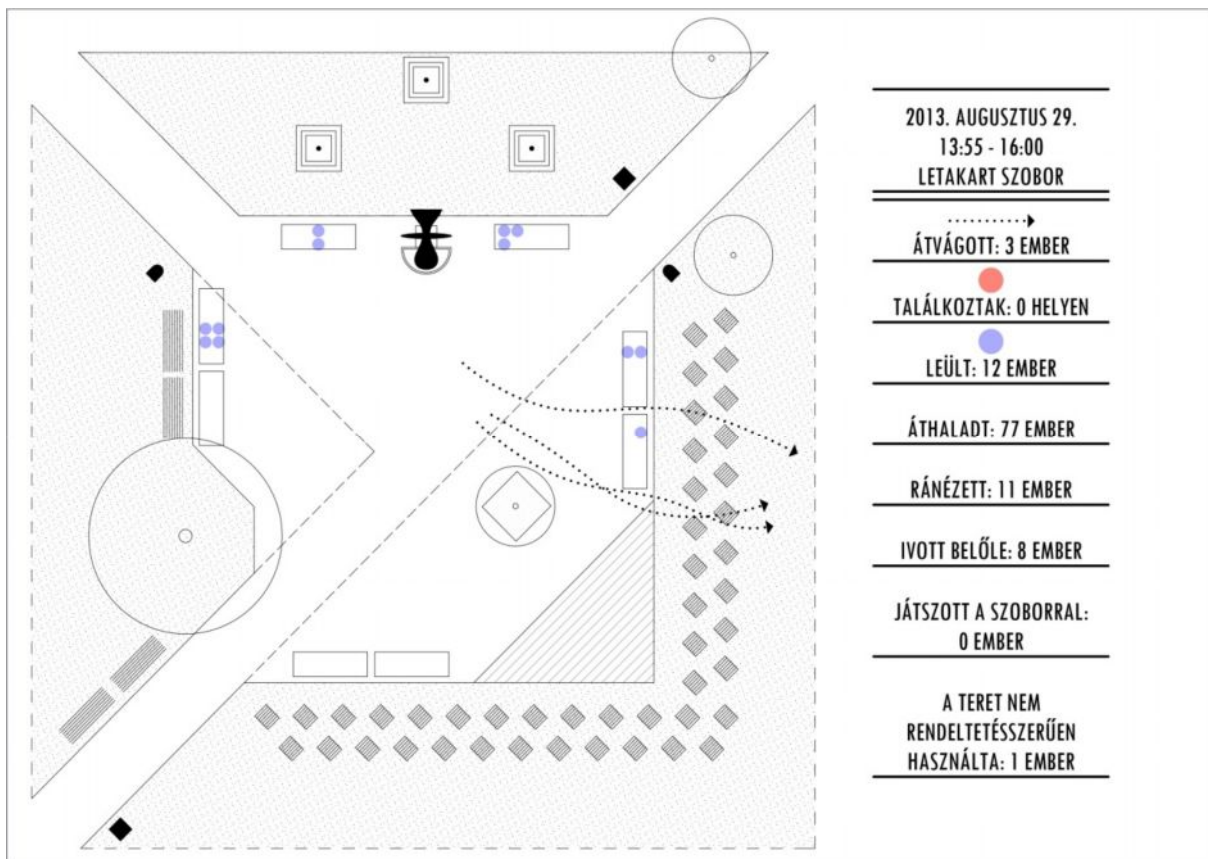 2013. AUGUSZTUS 29.
13:55 - 16:00
LETAKART SZOBOR
ÁTVÁGOTT: 3 EMBER
TALÁLKOZTAK: 0 HELYEN
LEÜLT: 12 EMBER
ÁTHALADT: 77 EMBER
RÁNÉZETT: 11 EMBER
IVOTT BELŐLE: 8 EMBER
JÁTSZOTT A SZOBORRAL:
0 EMBER
A TERET NEM
RENDELTETÉSSZERŰEN
HASZNÁLTA: 1 EMBER